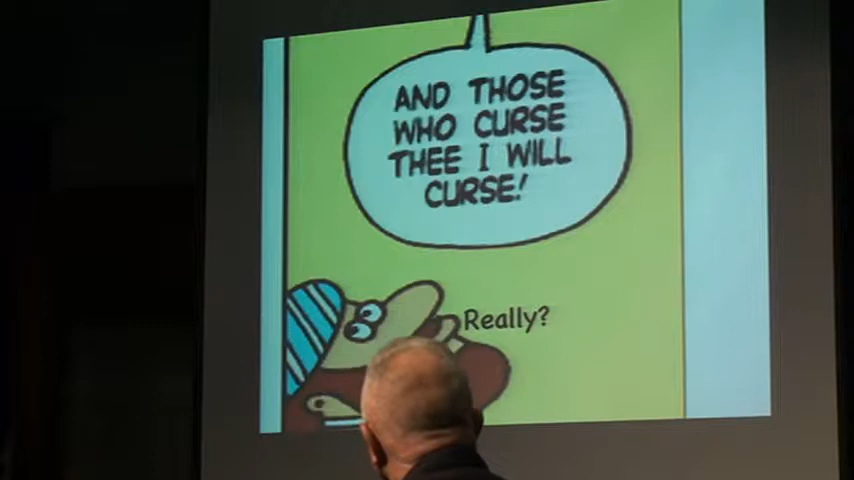 AND THOSE
WHO CURSE
THEE I WILL
CURSE!
Really?